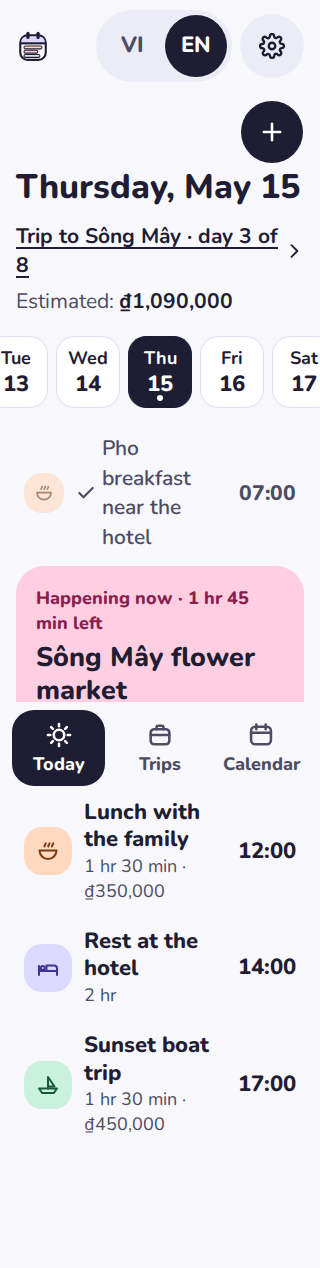 VI
EN
Thursday, May 15
Trip to Sông Mây · day 3 of
8
Estimated: ₫1,090,000
Tue
13
Wed
14
Thu
15
Fri
16
Sat
17
Pho
breakfast
near the
hotel
07:00
Happening now · 1 hr 45
min left
Sông Mây flower
market
Today
Trips
Calendar
Lunch with
the family
1 hr 30 min ·
₫350,000
12:00
Rest at the
hotel
2 hr
14:00
Sunset boat
trip
1 hr 30 min ·
₫450,000
17:00